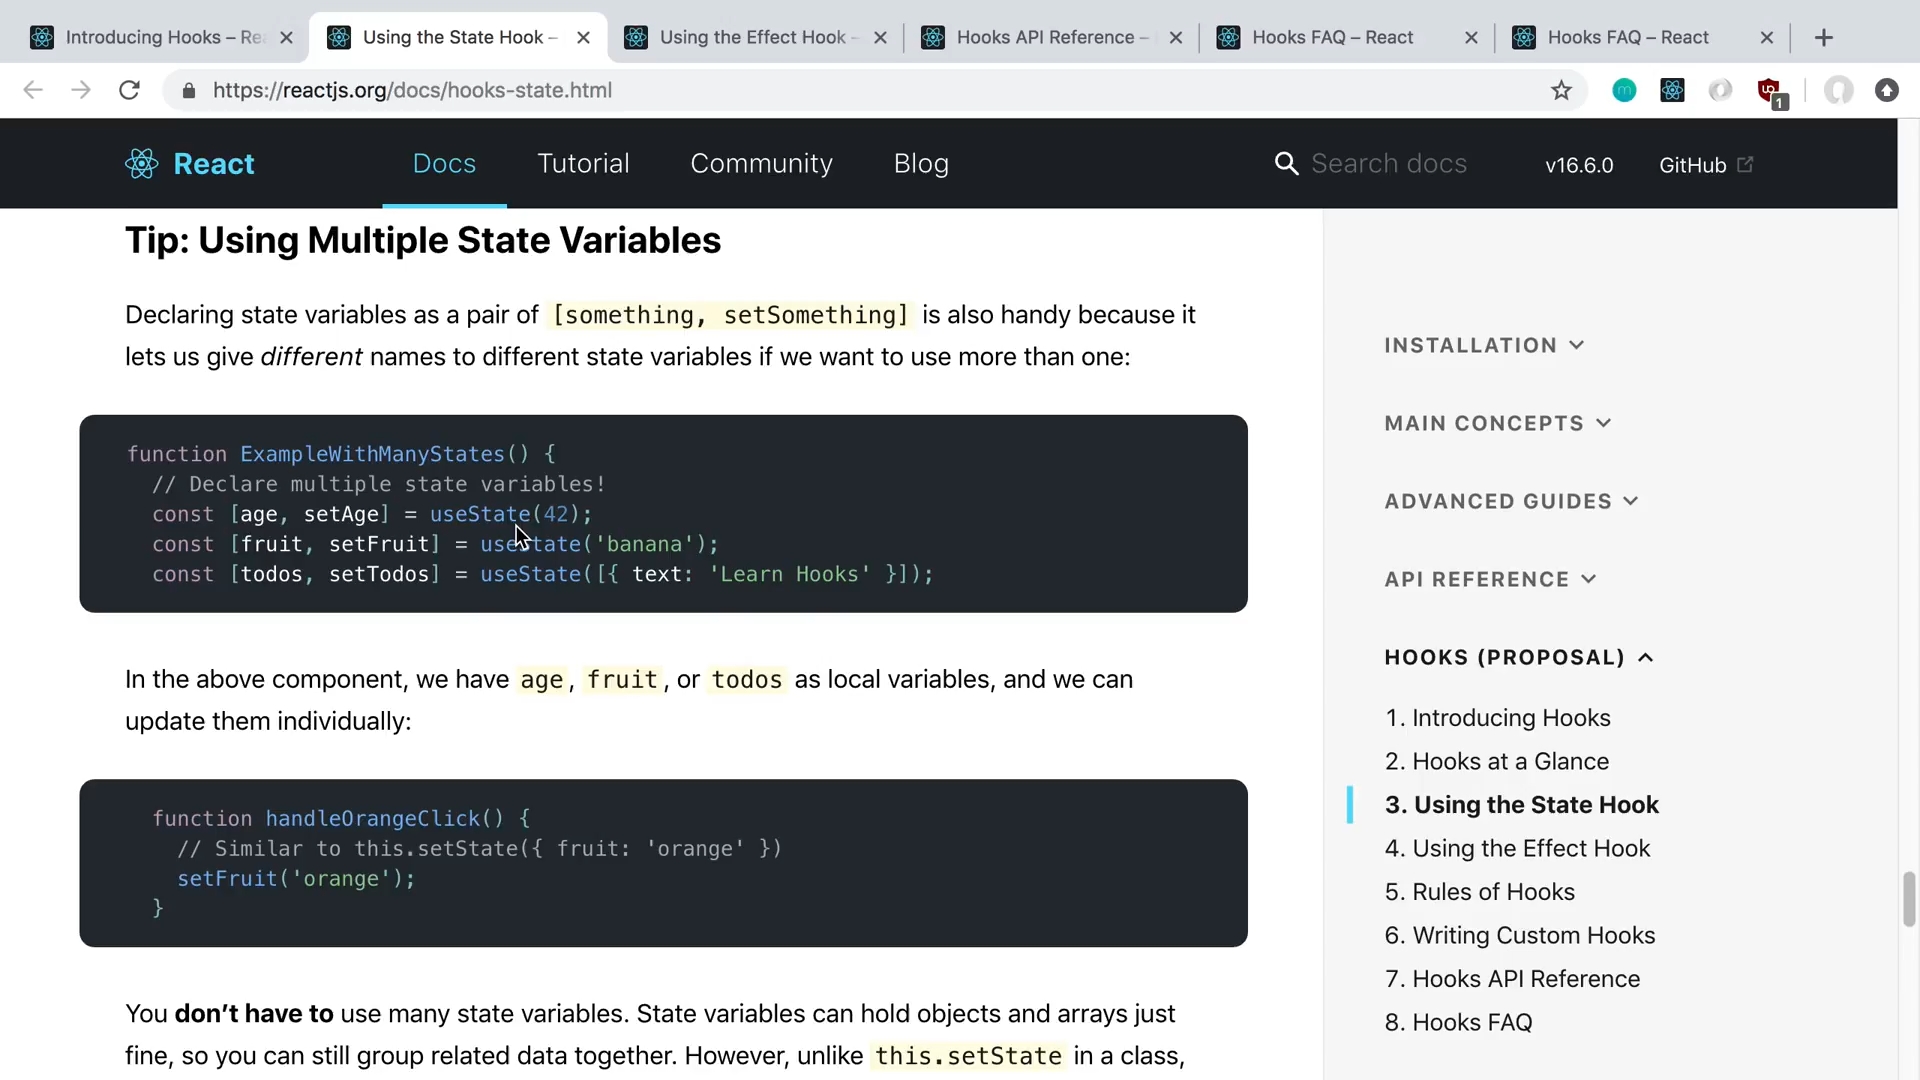 Introducing Hooks – Rea
Using the State Hook –
Using the Effect Hook –
Hooks API Reference –
Hooks FAQ – React
Hooks FAQ – React
https://reactjs.org/docs/hooks-state.html
m
1
React
Docs
Tutorial
Community
Blog
Search docs
v16.6.0
GitHub
Tip: Using Multiple State Variables
Declaring state variables as a pair of [something, setSomething] is also handy because it
lets us give different names to different state variables if we want to use more than one:
function ExampleWithManyStates() {
// Declare multiple state variables!
const [age, setAge] = useState(42);
const [fruit, setFruit] = useState('banana');
const [todos, setTodos] = useState([{ text: 'Learn Hooks' }]);
In the above component, we have age, fruit, or todos as local variables, and we can
update them individually:
function handleOrangeClick() {
// Similar to this.setState({ fruit: 'orange' })
setFruit('orange');
}
You don’t have to use many state variables. State variables can hold objects and arrays just
fine, so you can still group related data together. However, unlike this.setState in a class,
INSTALLATION
MAIN CONCEPTS
ADVANCED GUIDES
API REFERENCE
HOOKS (PROPOSAL)
1. Introducing Hooks
2. Hooks at a Glance
3. Using the State Hook
4. Using the Effect Hook
5. Rules of Hooks
6. Writing Custom Hooks
7. Hooks API Reference
8. Hooks FAQ